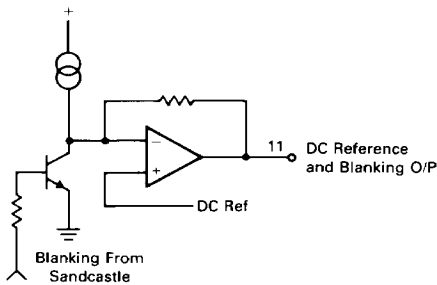 +
−
+
11
DC Reference
and Blanking O/P
DC Ref
Blanking From
Sandcastle